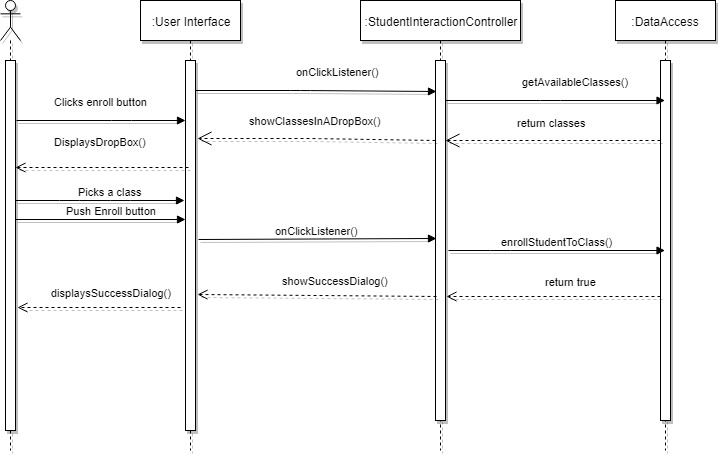 :User Interface
:StudentInteractionController
:DataAccess
onClickListener()
getAvailableClasses()
Clicks enroll button
showClassesInADropBox()
return classes
DisplaysDropBox()
Picks a class
Push Enroll button
onClickListener()
enrollStudentToClass()
showSuccessDialog()
return true
displaysSuccessDialog()